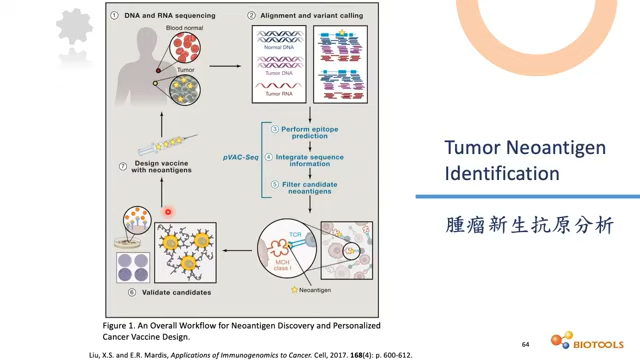 ① DNA and RNA sequencing
Blood normal
Tumor
② Alignment and variant calling
Normal DNA
Tumor DNA
Tumor RNA
pVAC-Seq
③ Perform epitope
prediction
④ Integrate sequence
information
⑤ Filter candidate
neoantigens
TCR
MCH
class I
Neoantigen
⑥ Validate candidates
⑦ Design vaccine
with neoantigens
Figure 1. An Overall Workflow for Neoantigen Discovery and Personalized
Cancer Vaccine Design.
Liu, X.S. and E.R. Mardis, Applications of Immunogenomics to Cancer. Cell, 2017. 168(4): p. 600-612.
Tumor Neoantigen
Identification
腫瘤新生抗原分析
64
BIOTOOLS